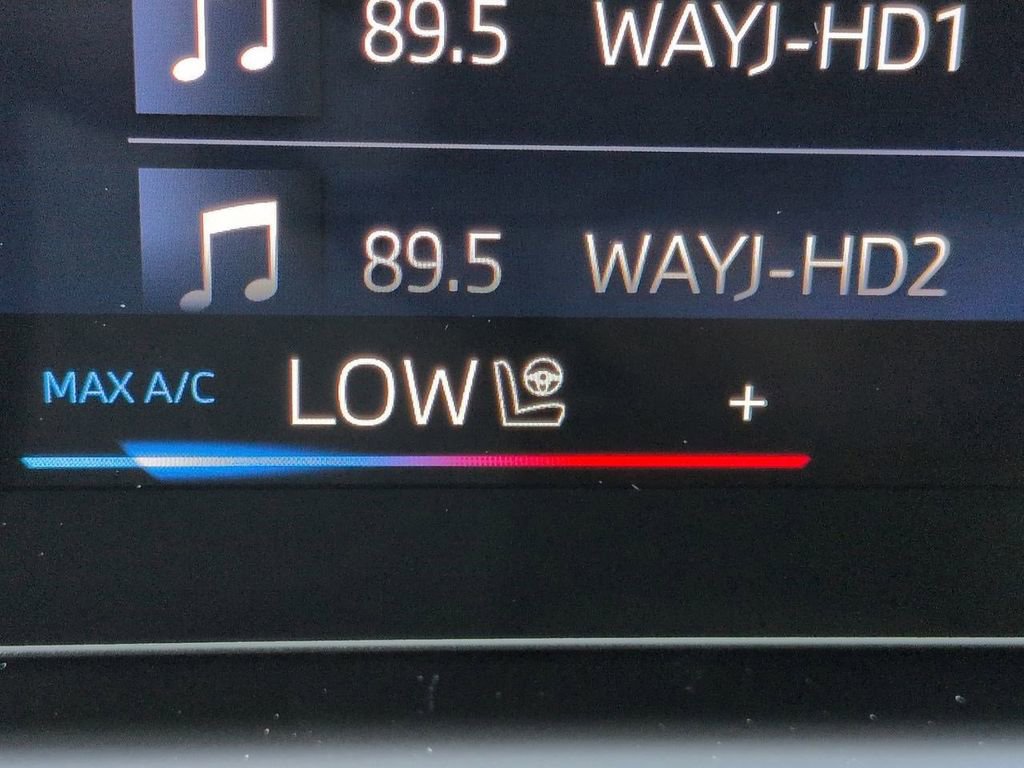 89.5 WAYJ-HD1
89.5 WAYJ-HD2
MAX A/C LOW +